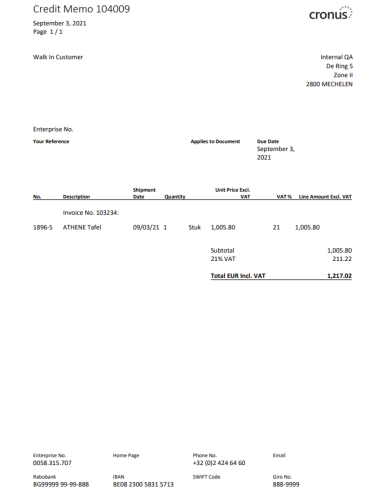 Credit Memo 104009
cronus
September 3, 2021
Page 1 / 1
Walk In Customer
Internal QA
De Ring 5
Zone II
2800 MECHELEN
Enterprise No.
Your Reference Applies to Document Due Date
September 3,
2021
No. Description Shipment Date Quantity Unit Price Excl. VAT VAT % Line Amount Excl. VAT
Invoice No. 103234:
1896-S ATHENE Tafel 09/03/21 1 Stuk 1,005.80 21 1,005.80
Subtotal 1,005.80
21% VAT 211.22
Total EUR Incl. VAT 1,217.02
Enterprise No. Home Page Phone No. Email
0058.315.707 +32 (0)2 424 64 60
Rabobank IBAN SWIFT Code Giro No.
BG99999 99-99-888 BE08 2300 5831 5713 888-9999